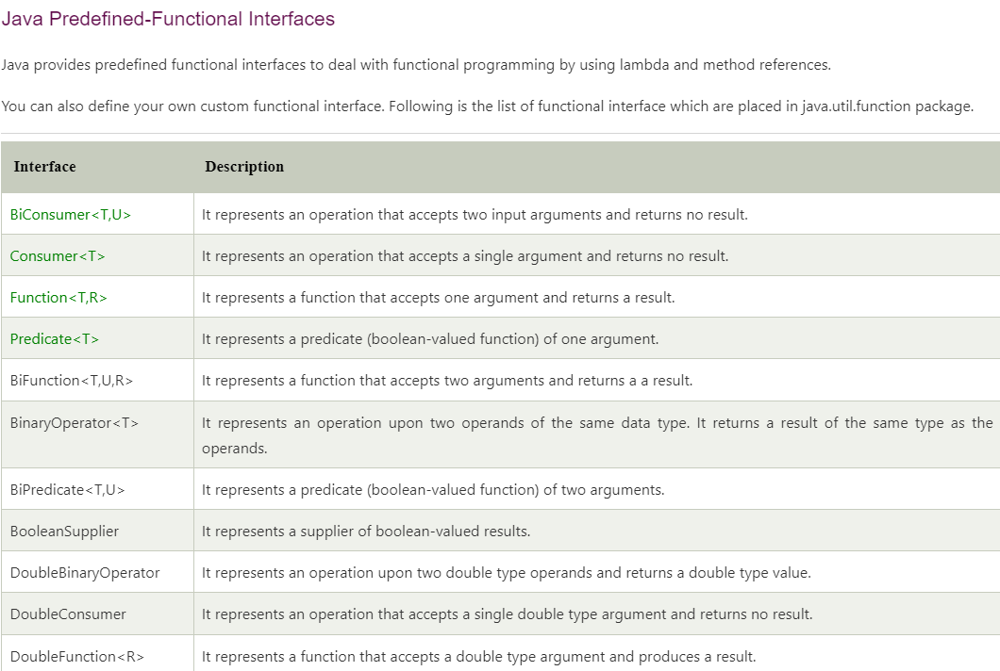 Java Predefined-Functional Interfaces
Java provides predefined functional interfaces to deal with functional programming by using lambda and method references.
You can also define your own custom functional interface. Following is the list of functional interface which are placed in java.util.function package.
Interface Description
BiConsumer<T,U> It represents an operation that accepts two input arguments and returns no result.
Consumer<T> It represents an operation that accepts a single argument and returns no result.
Function<T,R> It represents a function that accepts one argument and returns a result.
Predicate<T> It represents a predicate (boolean-valued function) of one argument.
BiFunction<T,U,R> It represents a function that accepts two arguments and returns a a result.
BinaryOperator<T> It represents an operation upon two operands of the same data type. It returns a result of the same type as the
operands.
BiPredicate<T,U> It represents a predicate (boolean-valued function) of two arguments.
BooleanSupplier It represents a supplier of boolean-valued results.
DoubleBinaryOperator It represents an operation upon two double type operands and returns a double type value.
DoubleConsumer It represents an operation that accepts a single double type argument and returns no result.
DoubleFunction<R> It represents a function that accepts a double type argument and produces a result.